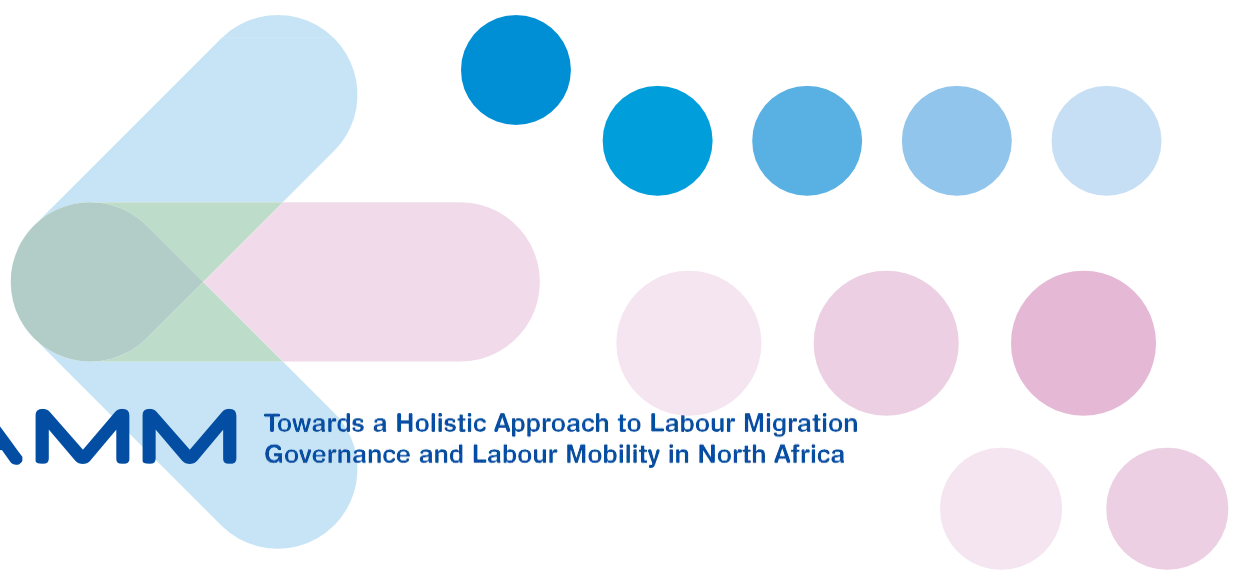 AMM
Towards a Holistic Approach to Labour Migration
Governance and Labour Mobility in North Africa